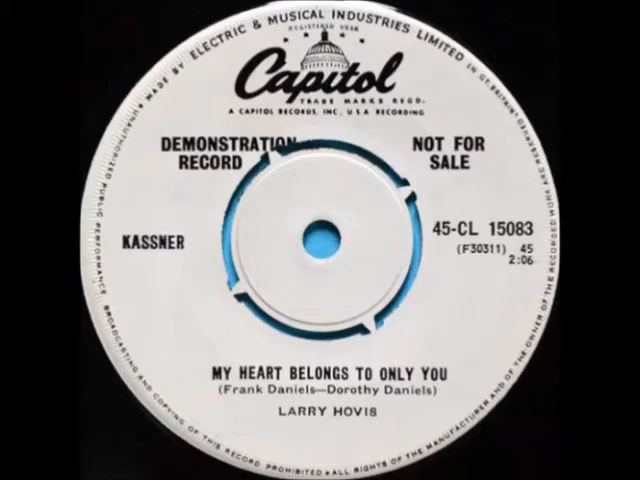 MADE BY ELECTRIC & MUSICAL INDUSTRIES LIMITED IN GT. BRITAIN
REGISTERED USER
Capitol
TRADE MARKS REGD.
A CAPITOL RECORDS, INC., U.S.A. RECORDING
DEMONSTRATION
RECORD
NOT FOR
SALE
KASSNER
45-CL 15083
(F30311) 45
2:06
MY HEART BELONGS TO ONLY YOU
(Frank Daniels—Dorothy Daniels)
LARRY HOVIS
ALL RIGHTS OF THE MANUFACTURER AND OF THE OWNER OF THE RECORDED WORK ARE RESERVED
UNAUTHORIZED PUBLIC PERFORMANCE, BROADCASTING AND COPYING OF THIS RECORD PROHIBITED